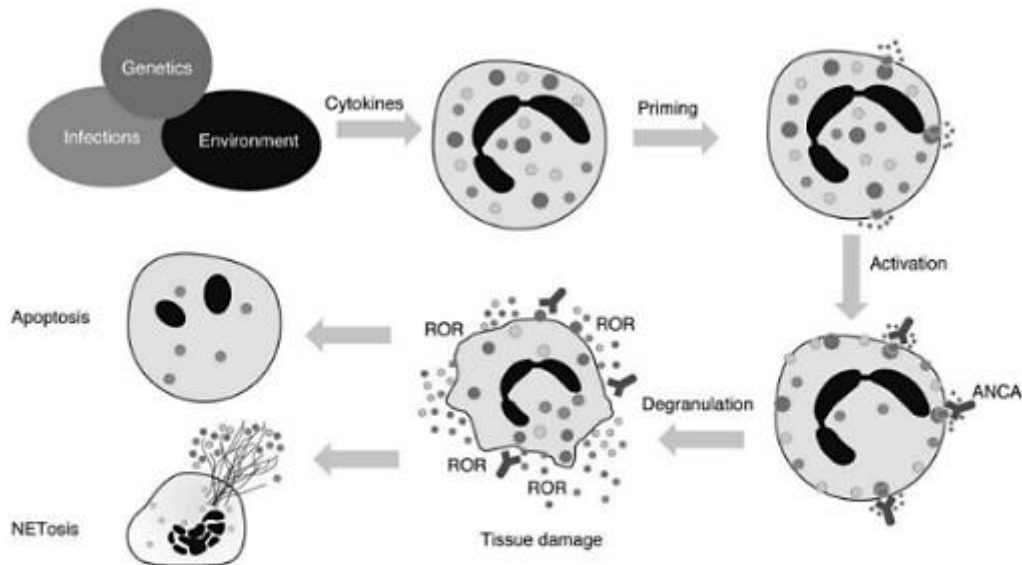 Genetics
Infections
Environment
Cytokines
Priming
Activation
ANCA
Degranulation
ROR
ROR
ROR
ROR
Tissue damage
Apoptosis
NETosis